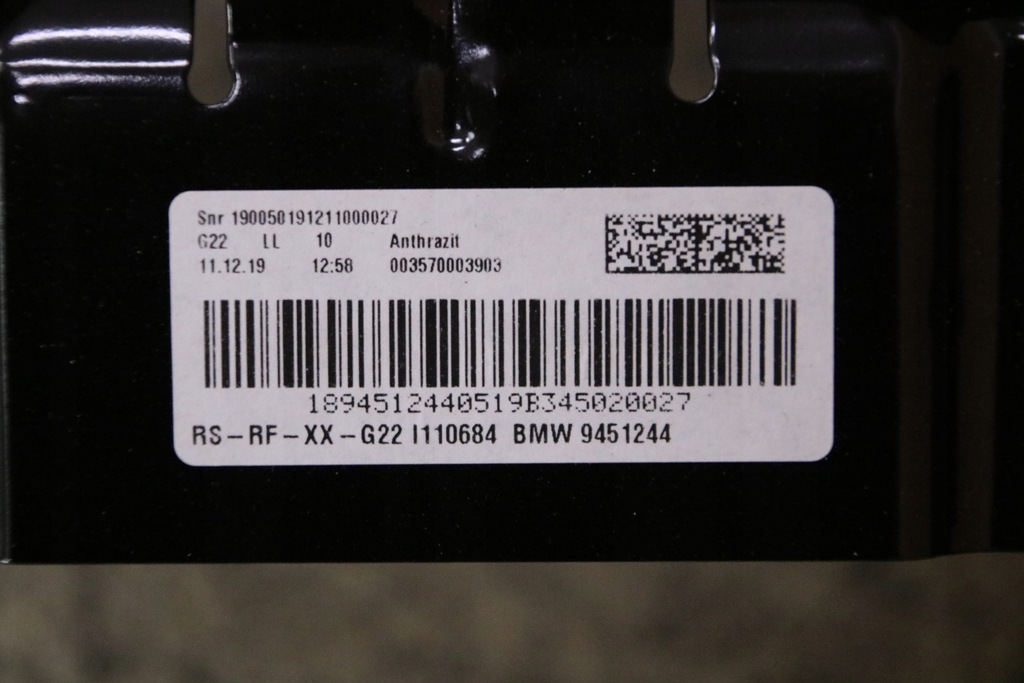 Snr 190050191211000027
G22 LL 10 Anthrazit
11.12.19 12:58 003570003903
1894512440519B345020027
RS-RF-XX-G22 I110684 BMW 9451244